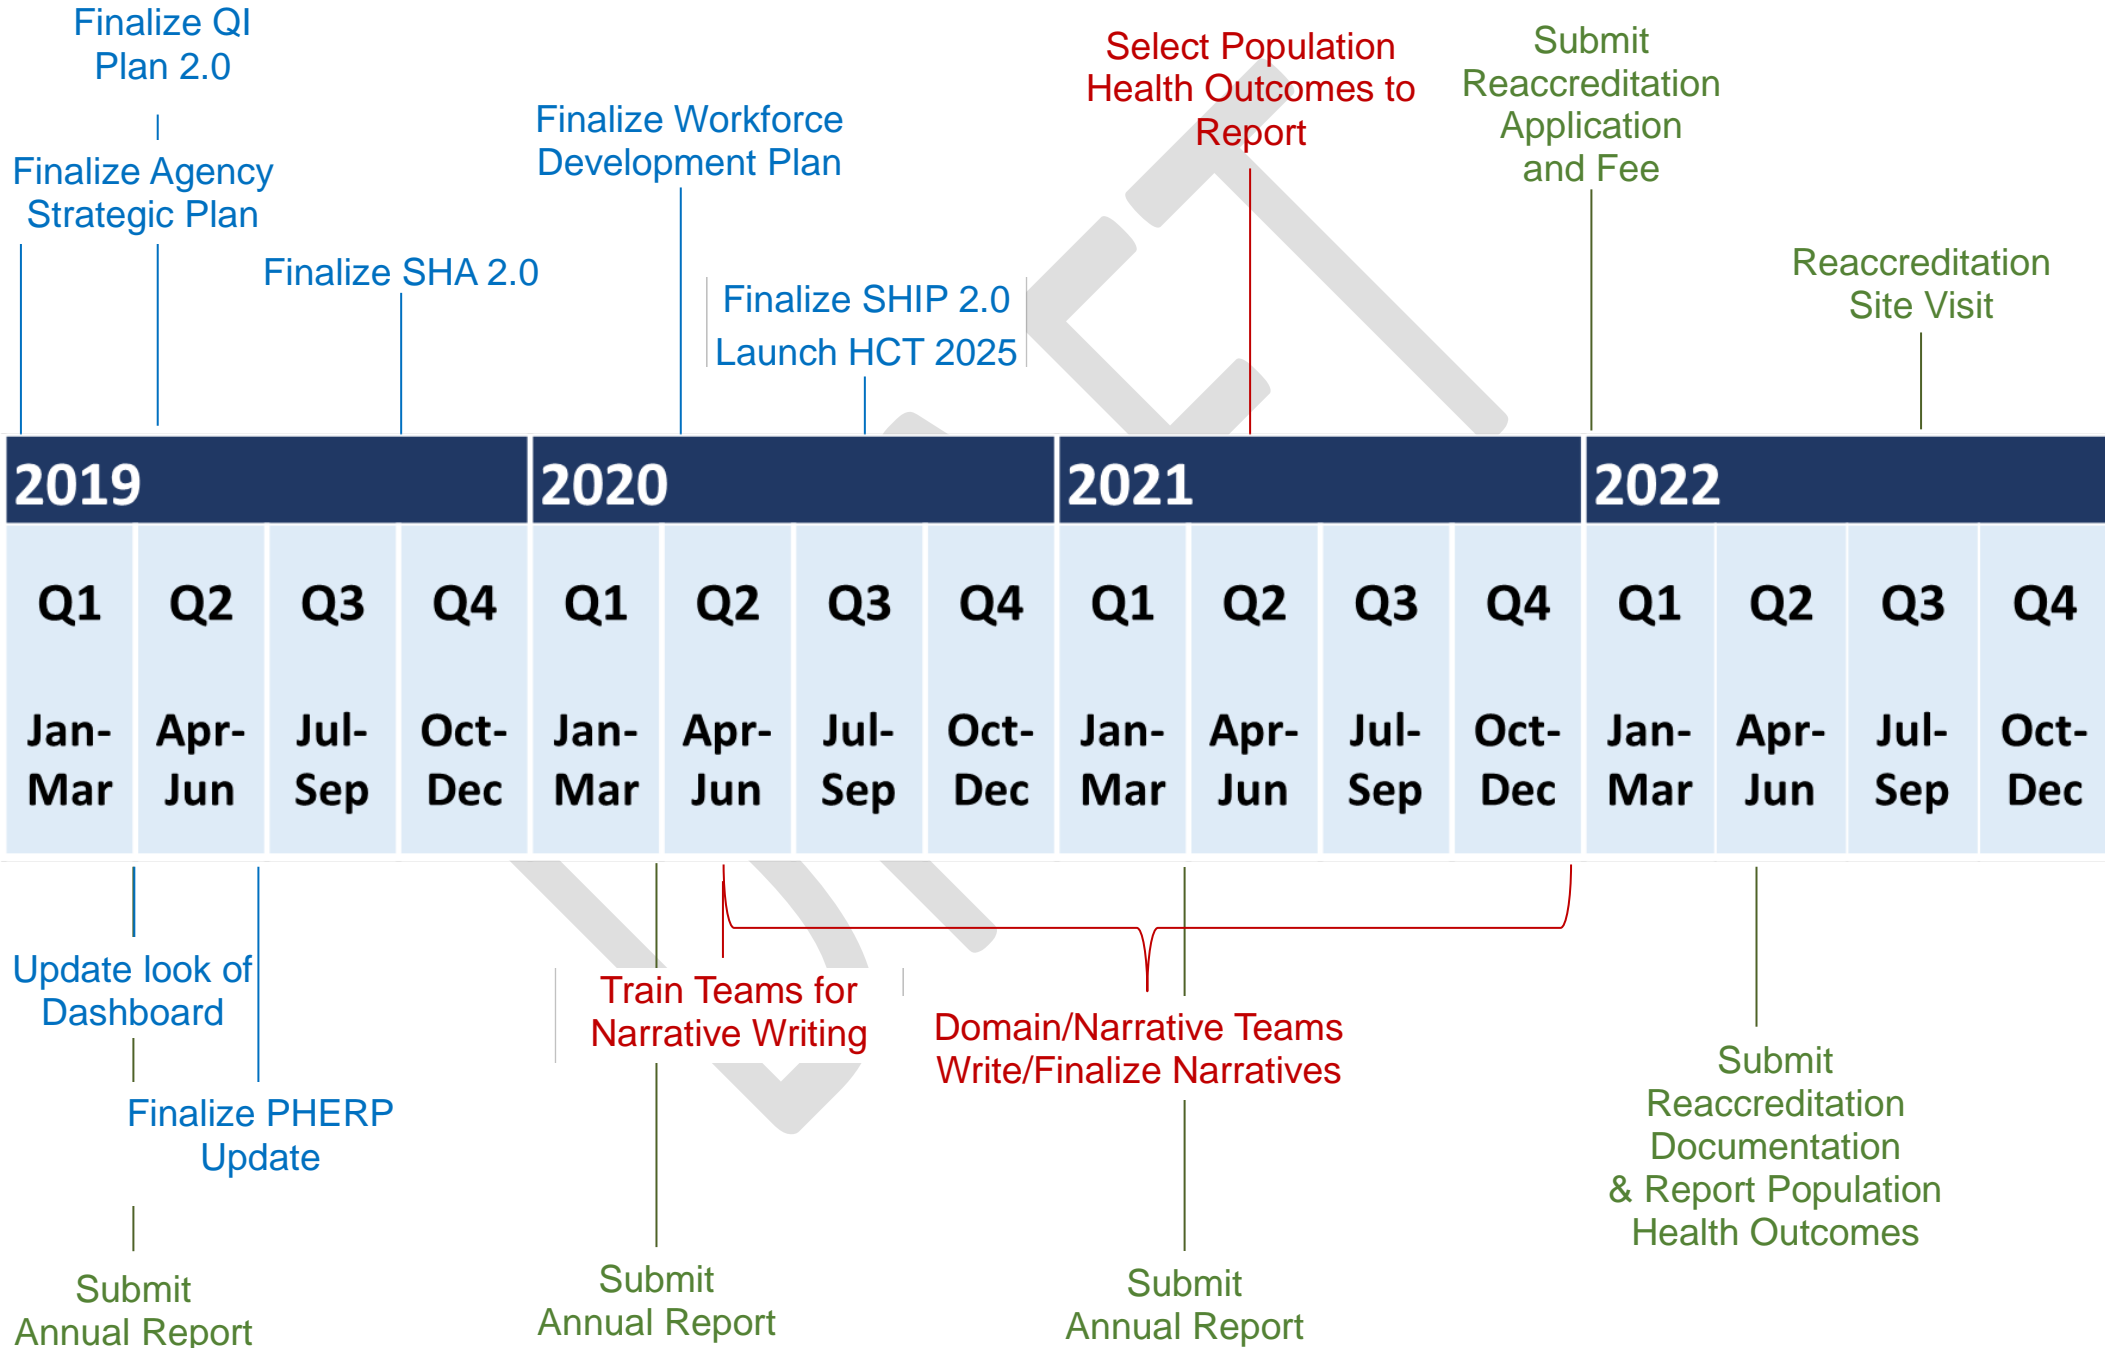 Finalize QI
Plan 2.0
Finalize Agency
Strategic Plan
Finalize SHA 2.0
Finalize Workforce
Development Plan
Finalize SHIP 2.0
Launch HCT 2025
Select Population
Health Outcomes to
Report
Submit
Reaccreditation
Application
and Fee
Reaccreditation
Site Visit
2019 2020 2021 2022
Q1 Q2 Q3 Q4 Q1 Q2 Q3 Q4 Q1 Q2 Q3 Q4 Q1 Q2 Q3 Q4
Jan- Apr- Jul- Oct- Jan- Apr- Jul- Oct- Jan- Apr- Jul- Oct- Jan- Apr- Jul- Oct-
Mar Jun Sep Dec Mar Jun Sep Dec Mar Jun Sep Dec Mar Jun Sep Dec
Update look of
Dashboard
Finalize PHERP
Update
Submit
Annual Report
Train Teams for
Narrative Writing
Submit
Annual Report
Domain/Narrative Teams
Write/Finalize Narratives
Submit
Annual Report
Submit
Reaccreditation
Documentation
& Report Population
Health Outcomes
DRAFT